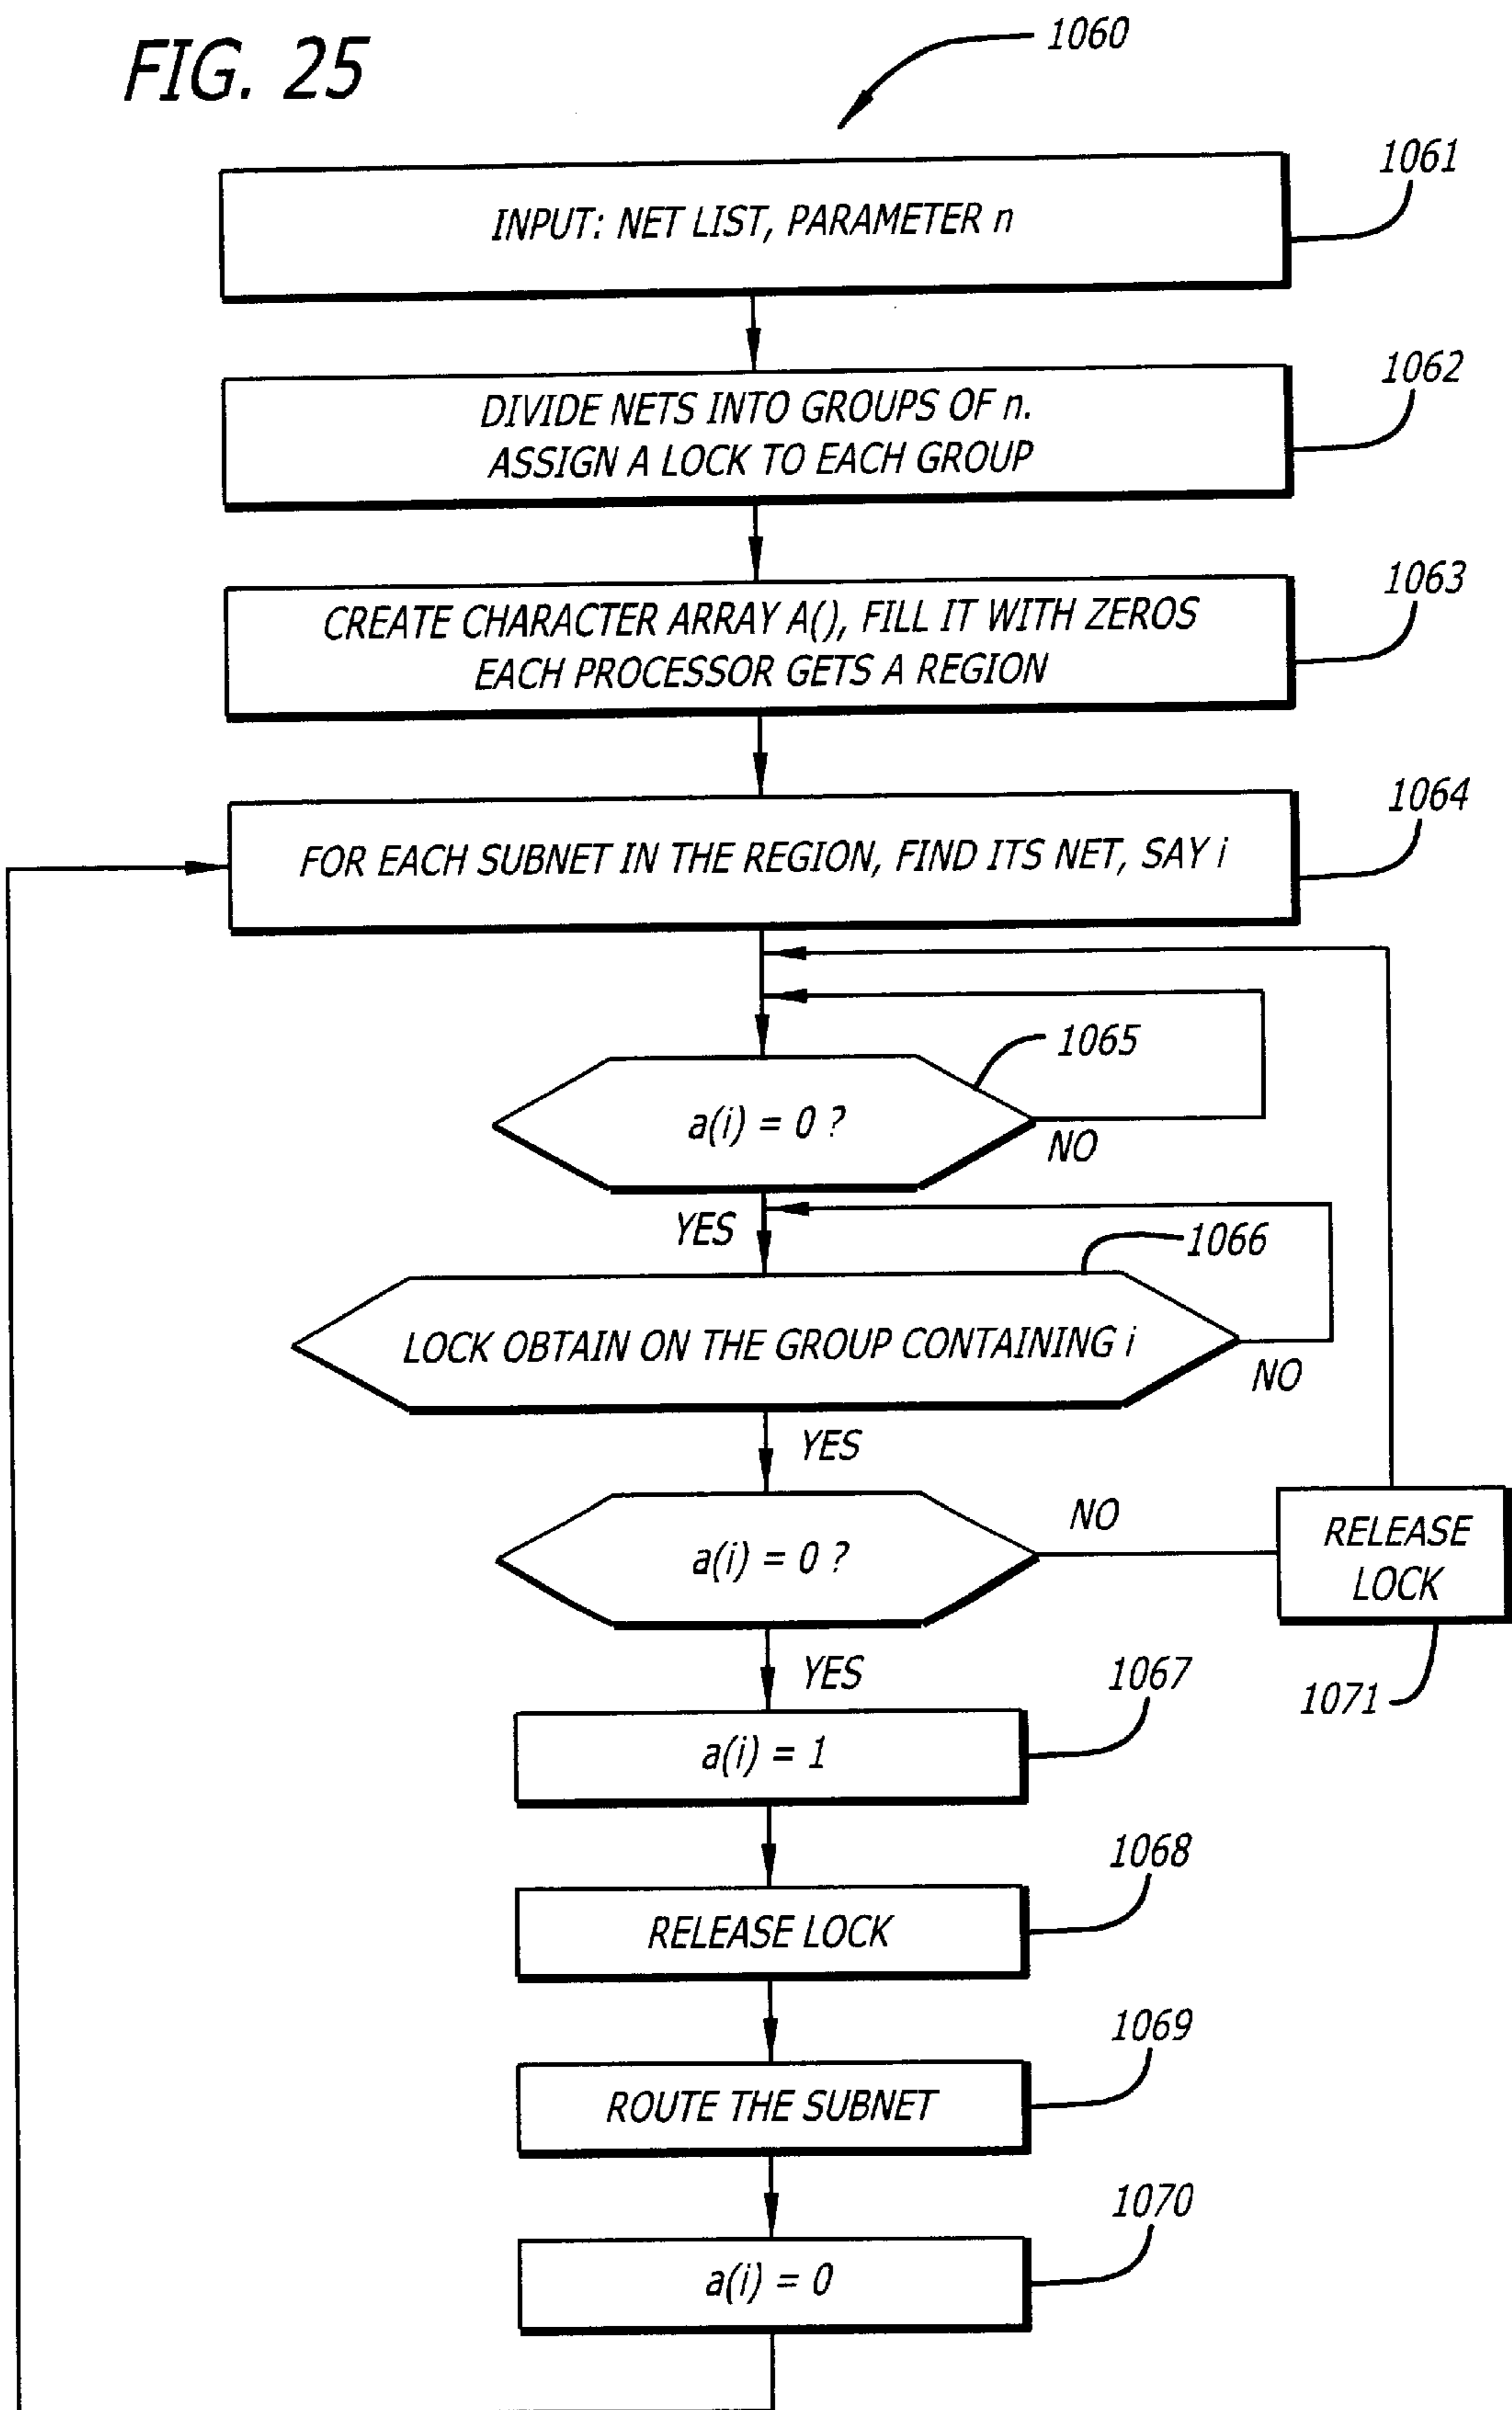 FIG. 25
1060
1061
INPUT: NET LIST, PARAMETER n
1062
DIVIDE NETS INTO GROUPS OF n.
ASSIGN A LOCK TO EACH GROUP
1063
CREATE CHARACTER ARRAY A(), FILL IT WITH ZEROS
EACH PROCESSOR GETS A REGION
1064
FOR EACH SUBNET IN THE REGION, FIND ITS NET, SAY i
1065
a(i) = 0 ?
NO
YES
1066
LOCK OBTAIN ON THE GROUP CONTAINING i
NO
YES
a(i) = 0 ?
NO
RELEASE
LOCK
1071
YES
1067
a(i) = 1
1068
RELEASE LOCK
1069
ROUTE THE SUBNET
1070
a(i) = 0